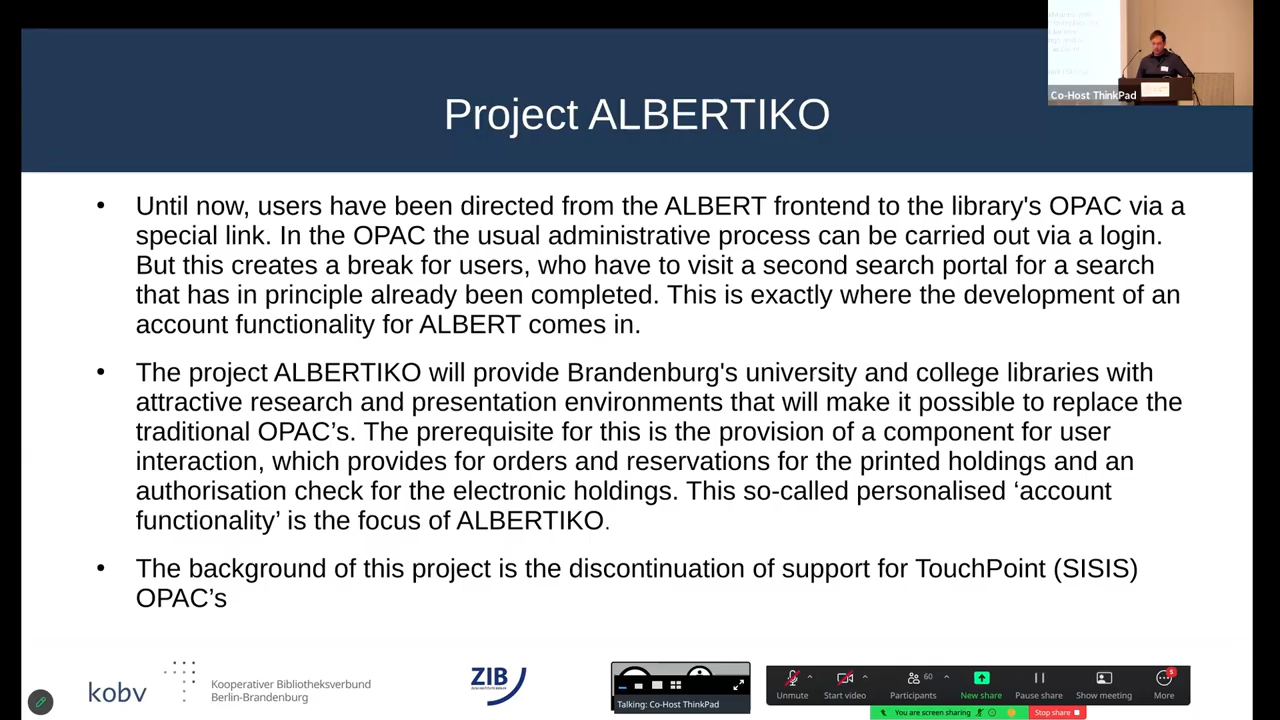 Co-Host ThinkPad
Project ALBERTIKO
• Until now, users have been directed from the ALBERT frontend to the library's OPAC via a
special link. In the OPAC the usual administrative process can be carried out via a login.
But this creates a break for users, who have to visit a second search portal for a search
that has in principle already been completed. This is exactly where the development of an
account functionality for ALBERT comes in.
• The project ALBERTIKO will provide Brandenburg's university and college libraries with
attractive research and presentation environments that will make it possible to replace the
traditional OPAC’s. The prerequisite for this is the provision of a component for user
interaction, which provides for orders and reservations for the printed holdings and an
authorisation check for the electronic holdings. This so-called personalised ‘account
functionality’ is the focus of ALBERTIKO.
• The background of this project is the discontinuation of support for TouchPoint (SISIS)
OPAC’s
kobv
Kooperativer Bibliotheksverbund
Berlin-Brandenburg
ZIB
Talking: Co-Host ThinkPad
60
5
Unmute Start video Participants New share Pause share Show meeting More
You are screen sharing Stop share